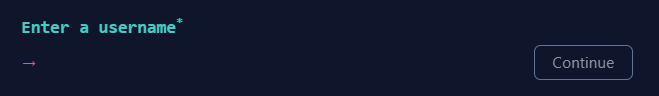 Enter a username*
→ Continue